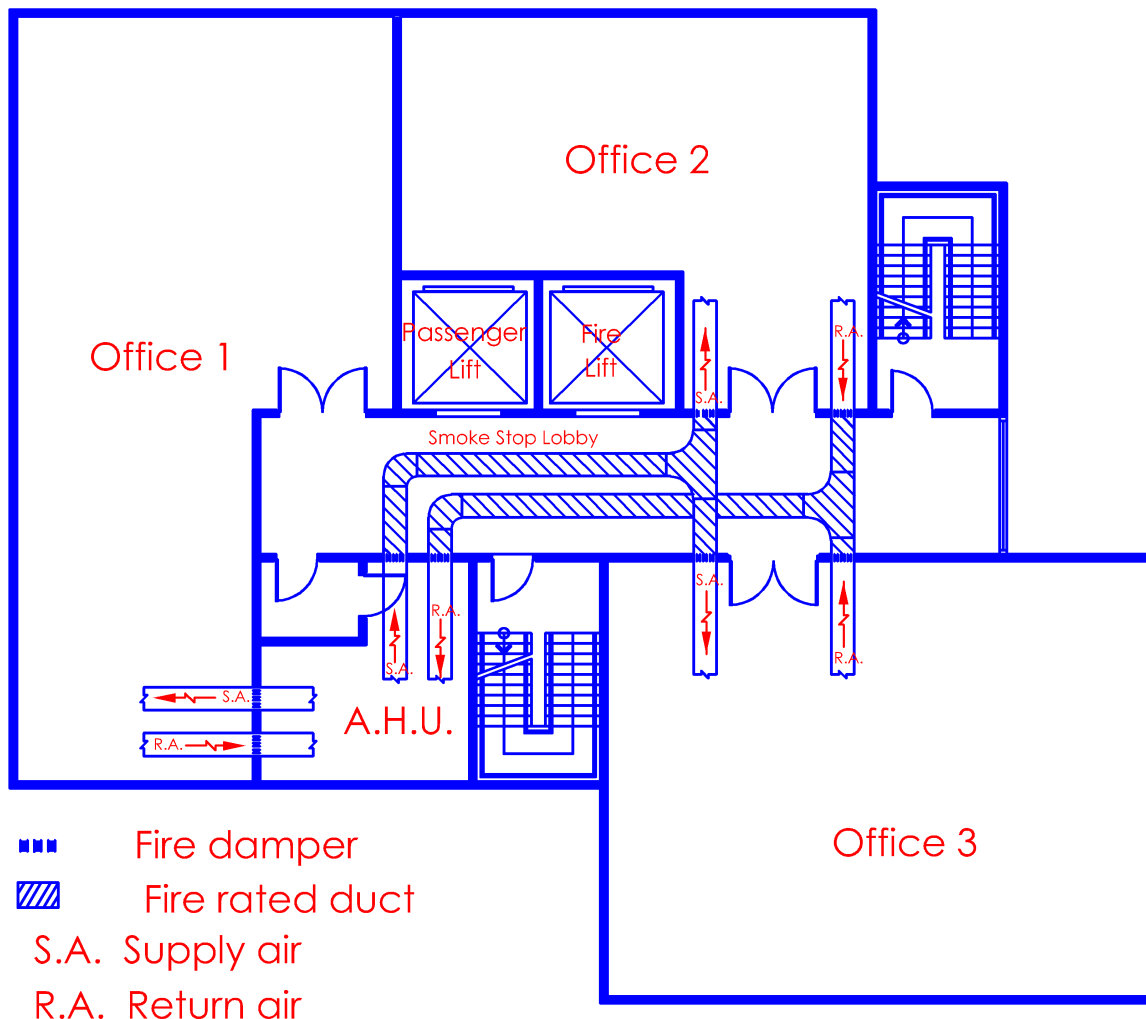 Office 2
Office 1
Passenger
Lift
Fire
Lift
R.A.
S.A.
Smoke Stop Lobby
S.A.
R.A.
S.A.
R.A.
S.A.
A.H.U.
R.A.
Office 3
Fire damper
Fire rated duct
S.A. Supply air
R.A. Return air